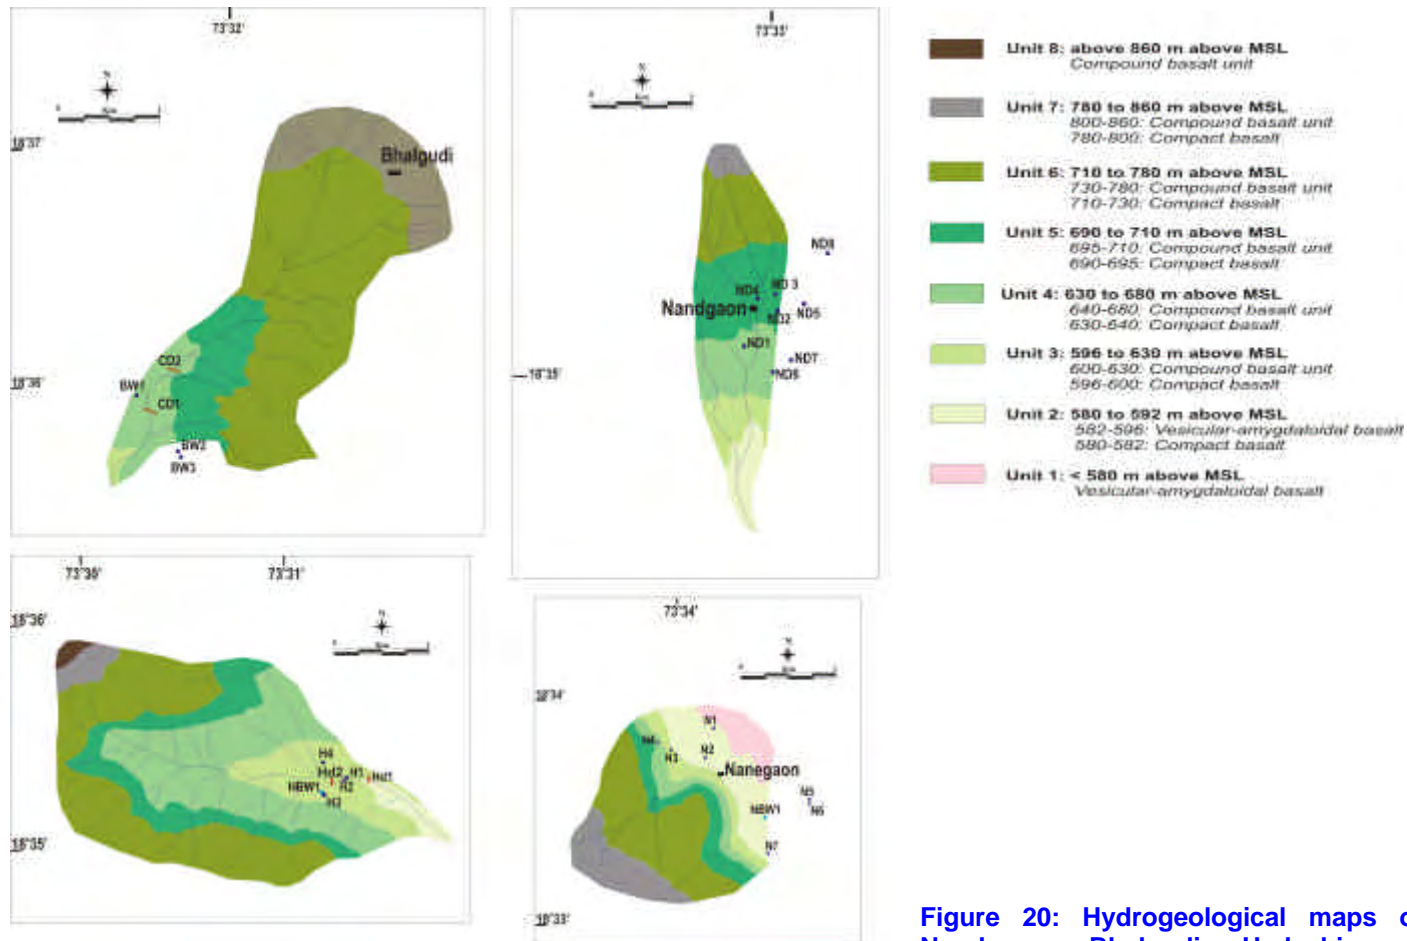 73°32'
N
Km
18°37'
Bhalgudi
CD2
18°36'
BW1
CD1
BW2
BW3
73°33'
N
Km
ND8
ND4
ND 3
Nandgaon
ND2
ND5
ND1
ND7
18°35'
ND6
Unit 8: above 860 m above MSL
Compound basalt unit
Unit 7: 780 to 860 m above MSL
800-860: Compound basalt unit
780-800: Compact basalt
Unit 6: 710 to 780 m above MSL
730-780: Compound basalt unit
710-730: Compact basalt
Unit 5: 690 to 710 m above MSL
695-710: Compound basalt unit
690-695: Compact basalt
Unit 4: 630 to 680 m above MSL
640-680: Compound basalt unit
630-640: Compact basalt
Unit 3: 596 to 630 m above MSL
600-630: Compound basalt unit
596-600: Compact basalt
Unit 2: 580 to 592 m above MSL
582-596: Vesicular-amygdaloidal basalt
580-582: Compact basalt
Unit 1: < 580 m above MSL
Vesicular-amygdaloidal basalt
73°30'
73°31'
18°36'
N
Km
H4
Hd2
H1
Hd1
HBW1
H2
H3
18°35'
73°34'
N
Km
18°34'
N1
N4
N3
N2
Nanegaon
N5
NBW1
N6
N7
18°33'
Figure 20: Hydrogeological maps